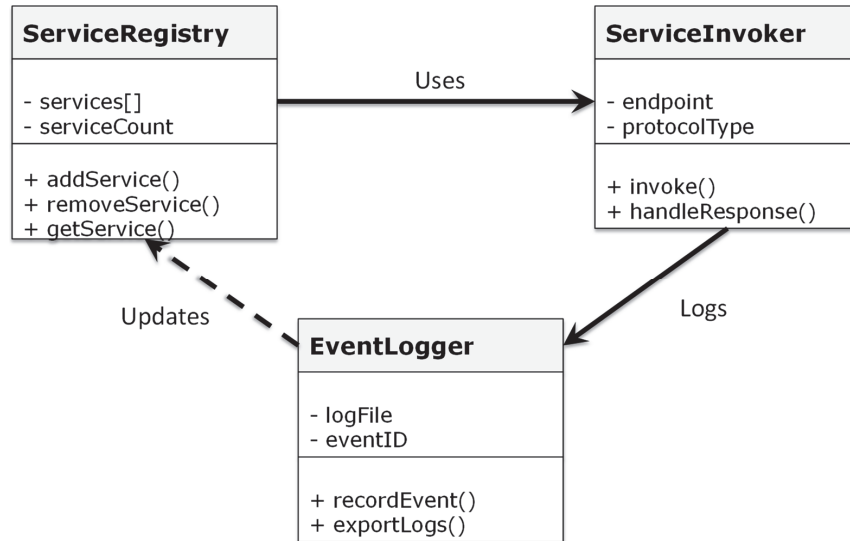 ServiceRegistry
- services[]
- serviceCount
+ addService()
+ removeService()
+ getService()
Uses
ServiceInvoker
- endpoint
- protocolType
+ invoke()
+ handleResponse()
Updates
Logs
EventLogger
- logFile
- eventID
+ recordEvent()
+ exportLogs()